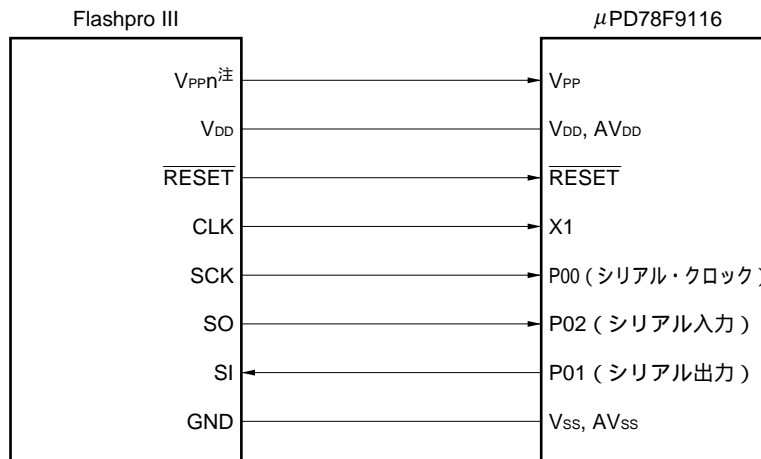 Flashpro III μPD78F9116
VPPn注 VPP
VDD VDD, AVDD
RESET RESET
CLK X1
SCK P00（シリアル・クロック）
SO P02（シリアル入力）
SI P01（シリアル出力）
GND VSS, AVSS